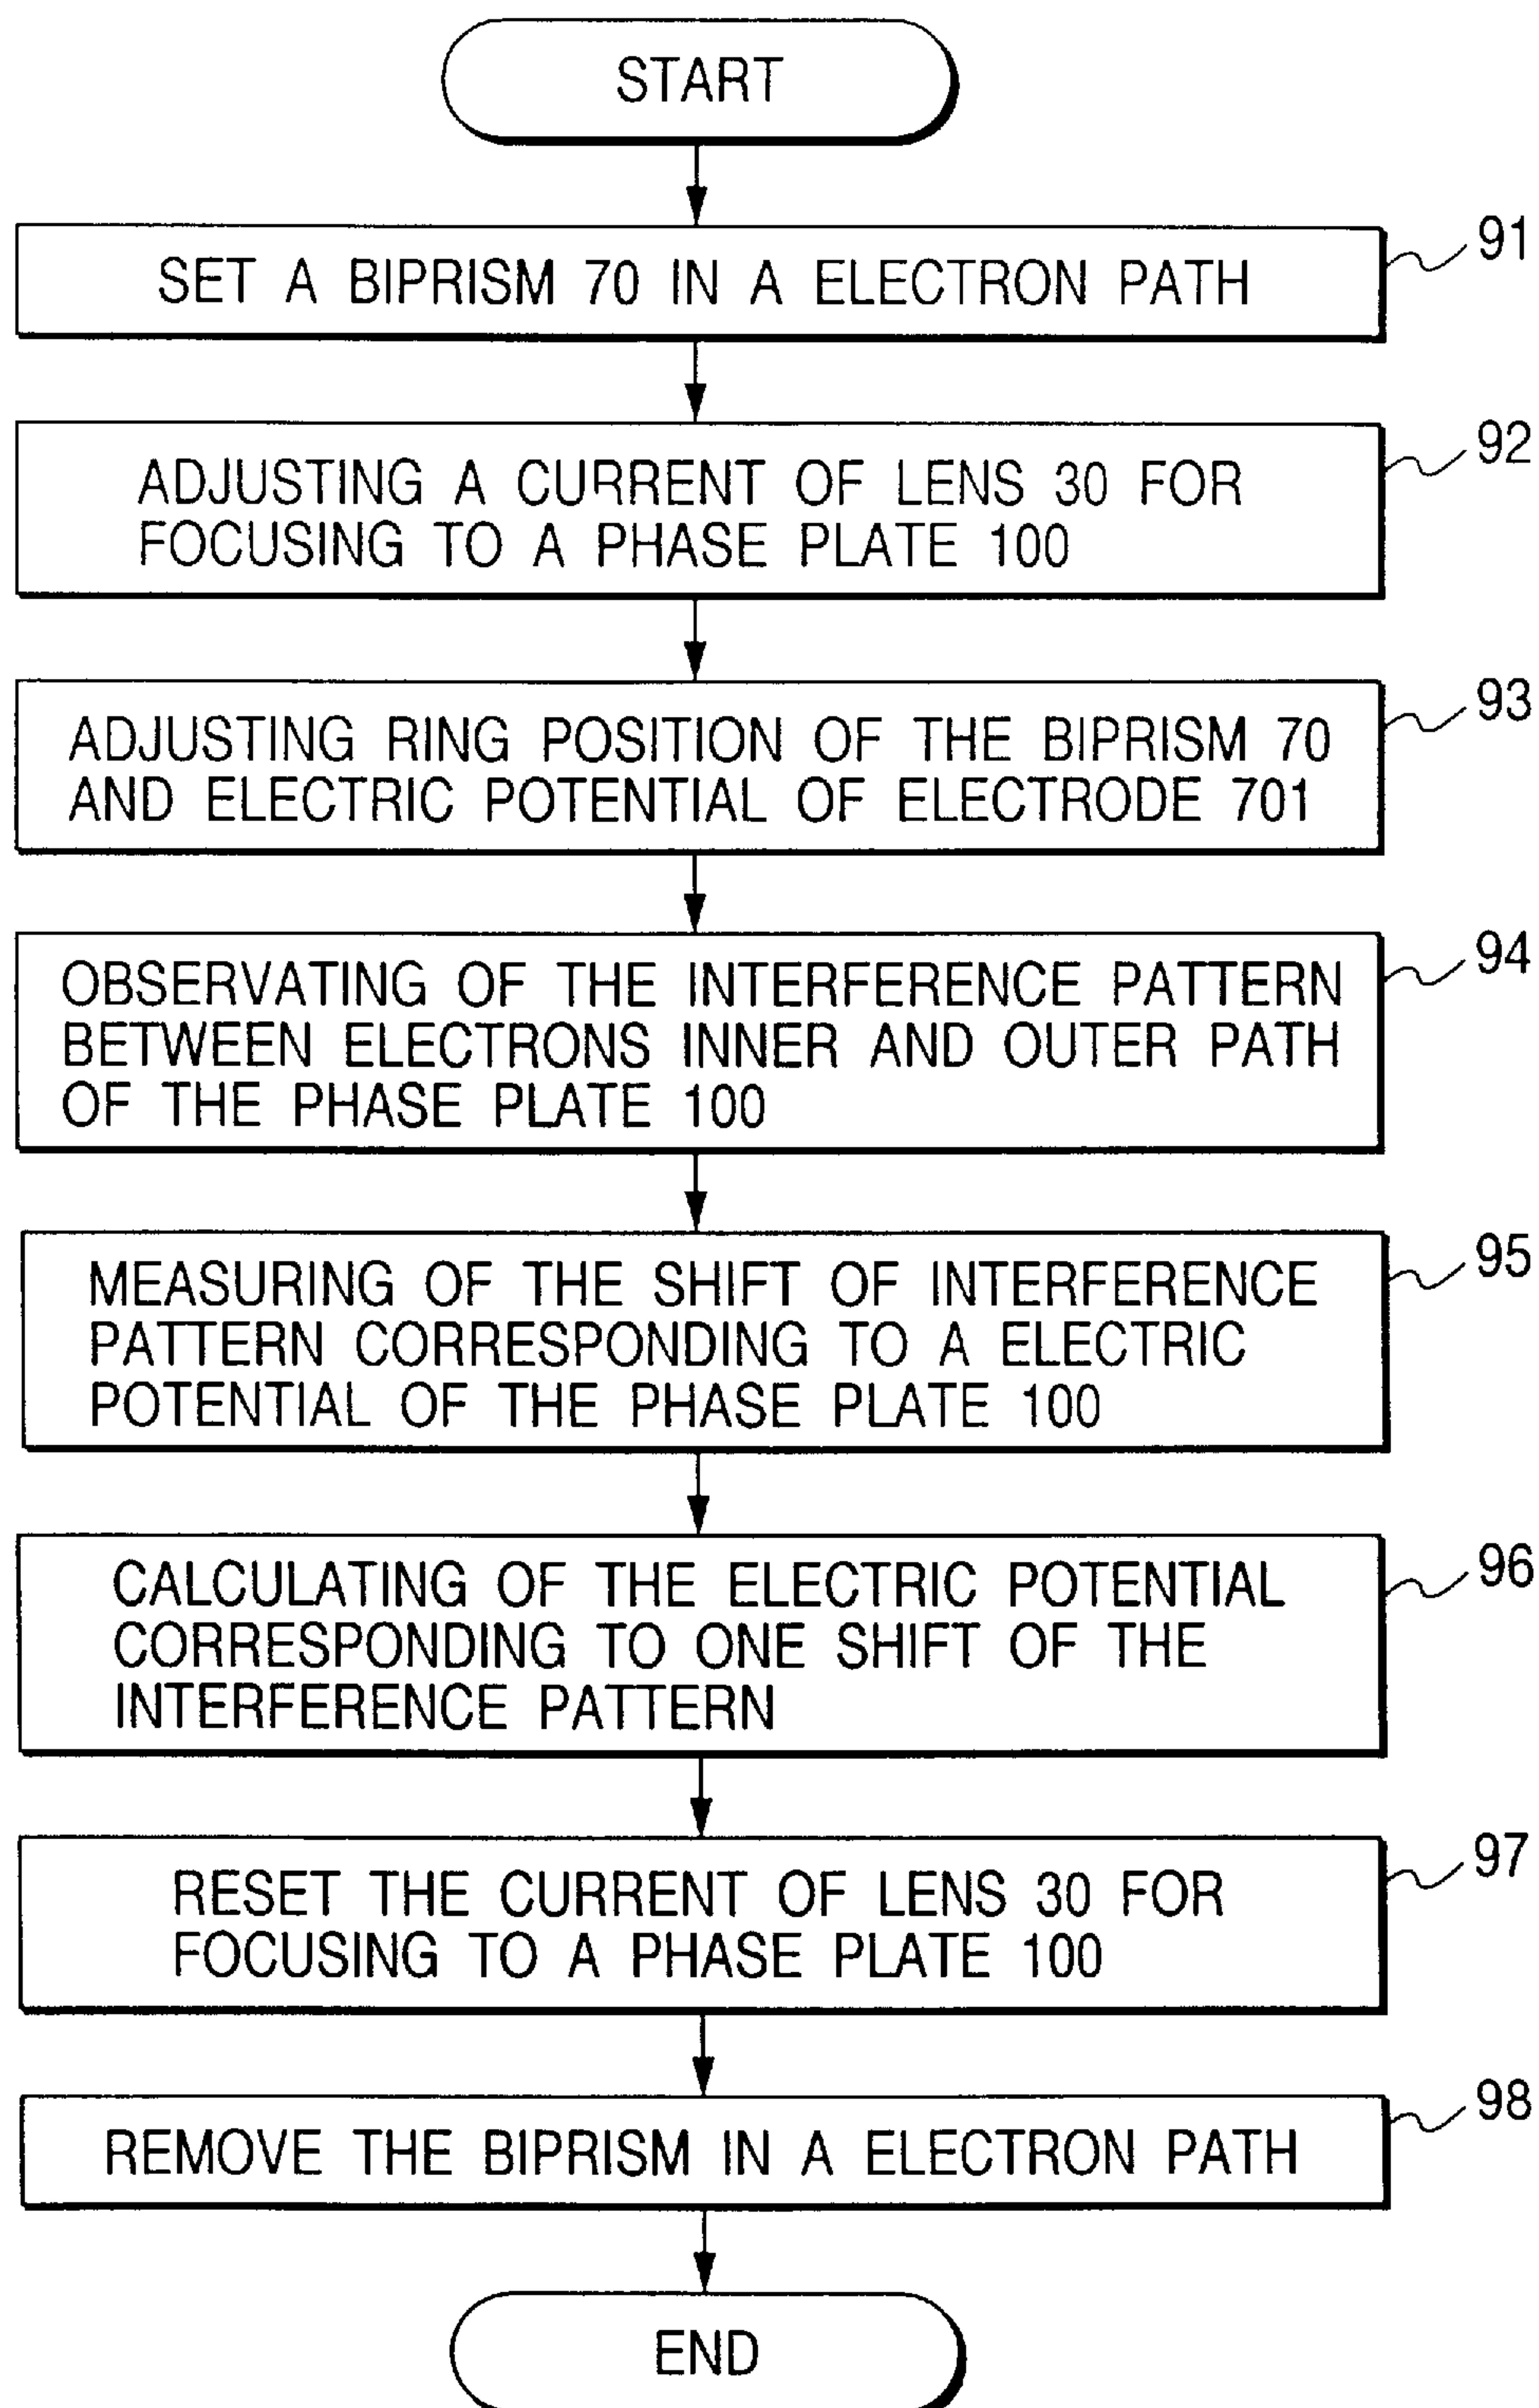 START
91
SET A BIPRISM 70 IN A ELECTRON PATH
92
ADJUSTING A CURRENT OF LENS 30 FOR
FOCUSING TO A PHASE PLATE 100
93
ADJUSTING RING POSITION OF THE BIPRISM 70
AND ELECTRIC POTENTIAL OF ELECTRODE 701
94
OBSERVATING OF THE INTERFERENCE PATTERN
BETWEEN ELECTRONS INNER AND OUTER PATH
OF THE PHASE PLATE 100
95
MEASURING OF THE SHIFT OF INTERFERENCE
PATTERN CORRESPONDING TO A ELECTRIC
POTENTIAL OF THE PHASE PLATE 100
96
CALCULATING OF THE ELECTRIC POTENTIAL
CORRESPONDING TO ONE SHIFT OF THE
INTERFERENCE PATTERN
97
RESET THE CURRENT OF LENS 30 FOR
FOCUSING TO A PHASE PLATE 100
98
REMOVE THE BIPRISM IN A ELECTRON PATH
END